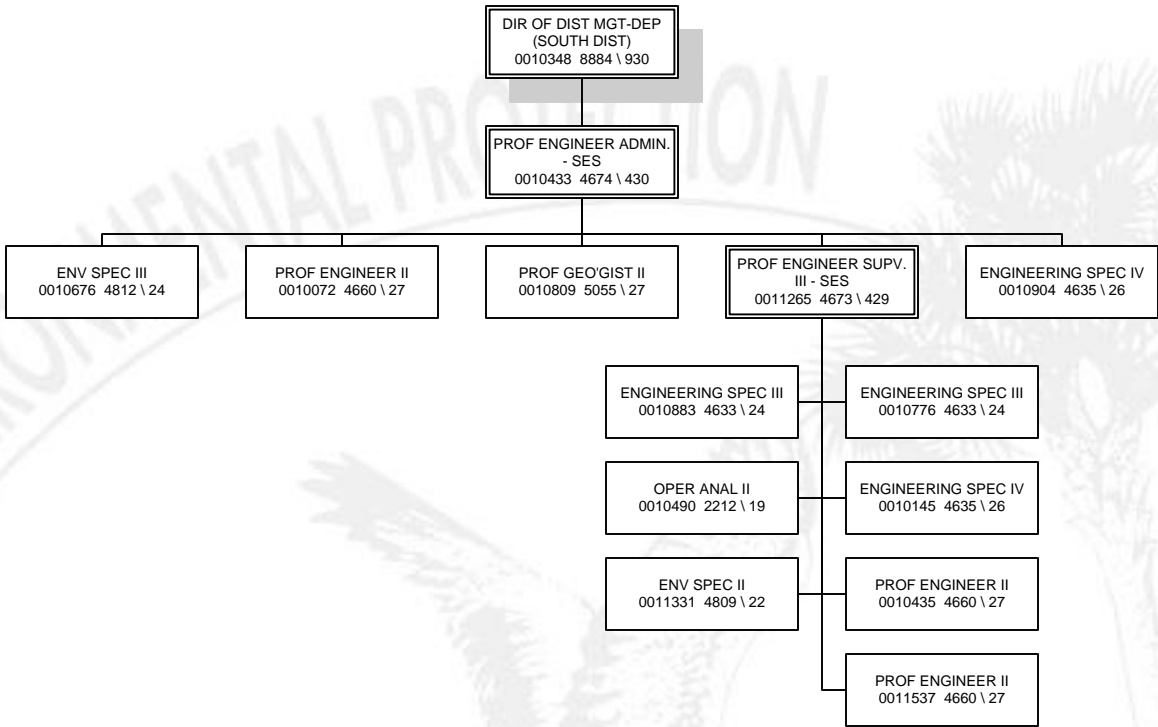 DIR OF DIST MGT-DEP
(SOUTH DIST)
0010348 8884 \ 930
PROF ENGINEER ADMIN.
- SES
0010433 4674 \ 430
ENV SPEC III
0010676 4812 \ 24
PROF ENGINEER II
0010072 4660 \ 27
PROF GEO'GIST II
0010809 5055 \ 27
PROF ENGINEER SUPV.
III - SES
0011265 4673 \ 429
ENGINEERING SPEC IV
0010904 4635 \ 26
ENGINEERING SPEC III
0010883 4633 \ 24
ENGINEERING SPEC III
0010776 4633 \ 24
OPER ANAL II
0010490 2212 \ 19
ENGINEERING SPEC IV
0010145 4635 \ 26
ENV SPEC II
0011331 4809 \ 22
PROF ENGINEER II
0010435 4660 \ 27
PROF ENGINEER II
0011537 4660 \ 27
RONMENTAL PROTECTION